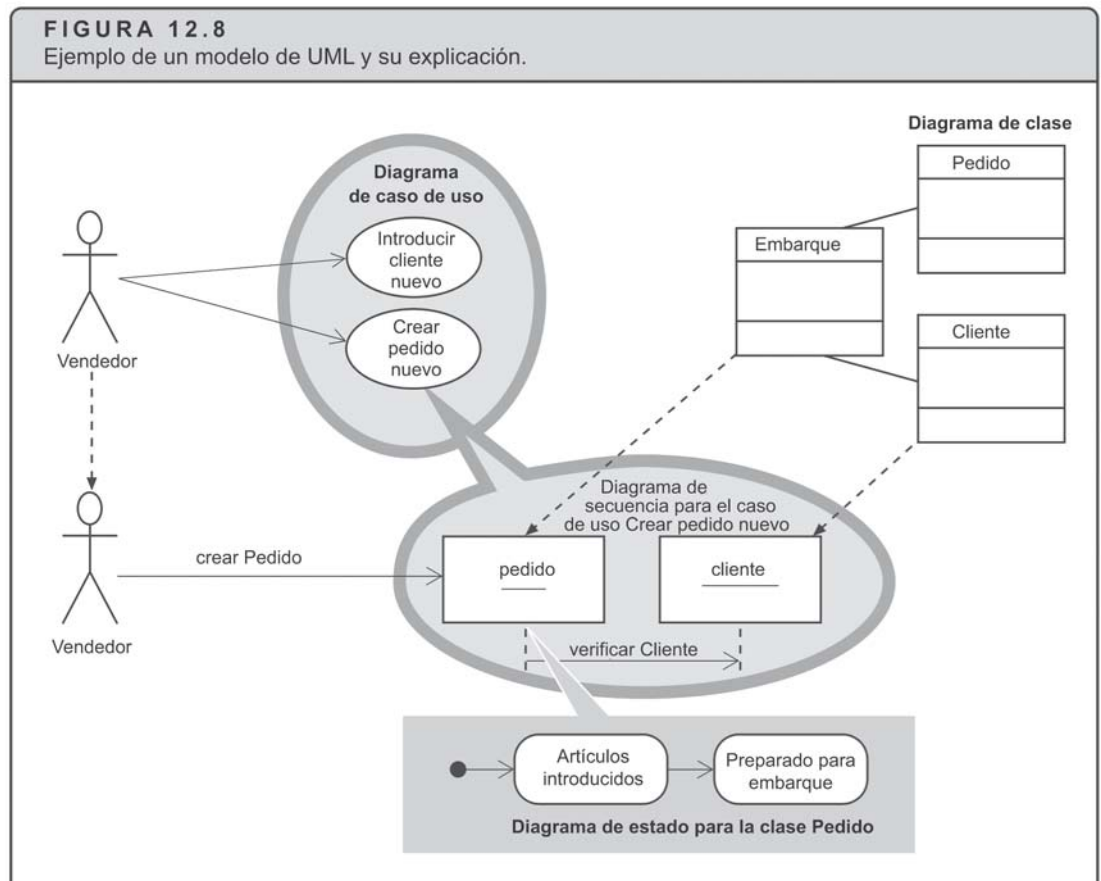 FIGURA 12.8
Ejemplo de un modelo de UML y su explicación.
Diagrama de clase
Pedido
Embarque
Cliente
Diagrama
de caso de uso
Introducir
cliente
nuevo
Crear
pedido
nuevo
Vendedor
Diagrama de
secuencia para el caso
de uso Crear pedido nuevo
crear Pedido
pedido
cliente
Vendedor
verificar Cliente
Artículos
introducidos
Preparado para
embarque
Diagrama de estado para la clase Pedido